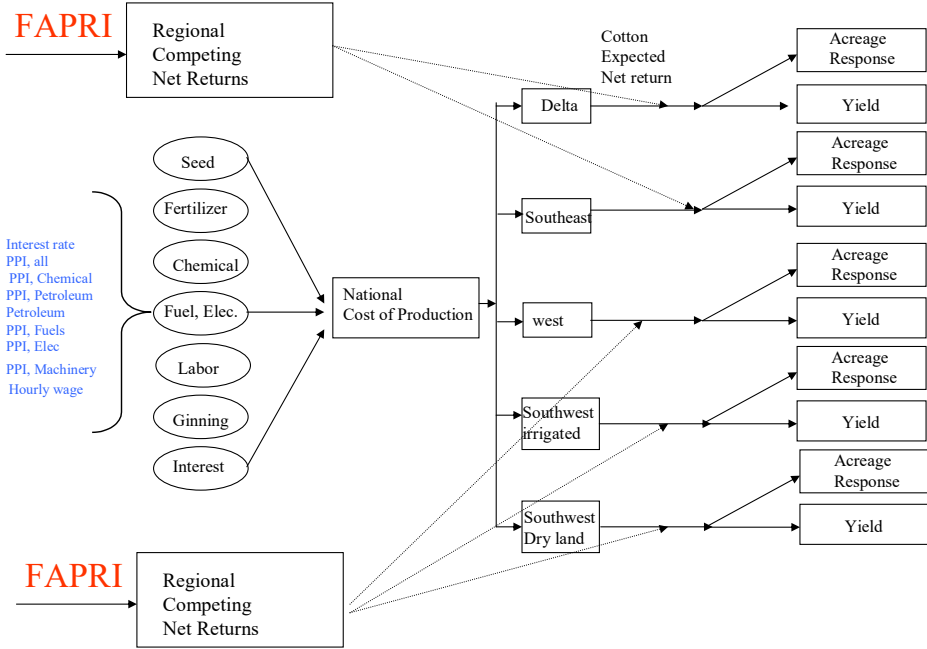 FAPRI
Regional
Competing
Net Returns
Cotton
Expected
Net return
Acreage
Response
Delta
Yield
Seed
Acreage
Response
Fertilizer
Southeast
Yield
Interest rate
PPI, all
PPI, Chemical
PPI, Petroleum
Petroleum
PPI, Fuels
PPI, Elec
PPI, Machinery
Hourly wage
Chemical
Fuel, Elec.
Labor
Ginning
Interest
National
Cost of Production
Acreage
Response
west
Yield
Acreage
Response
Southwest
irrigated
Yield
Acreage
Response
Southwest
Dry land
Yield
FAPRI
Regional
Competing
Net Returns